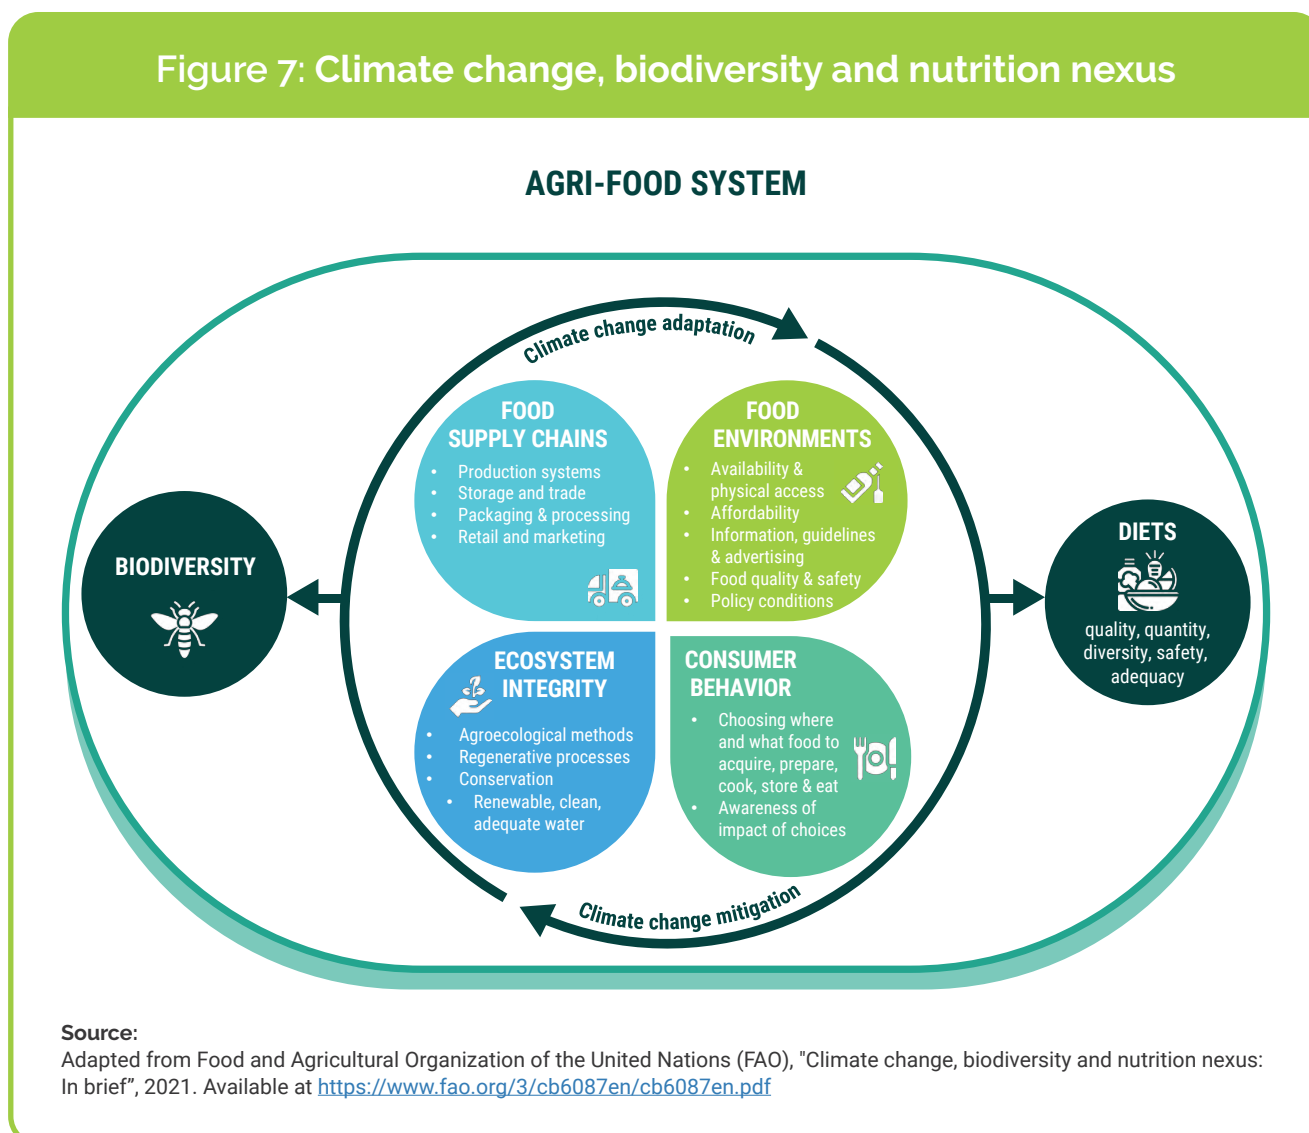 Figure 7: Climate change, biodiversity and nutrition nexus
AGRI-FOOD SYSTEM
Climate change adaptation
FOOD
SUPPLY CHAINS
• Production systems
• Storage and trade
• Packaging & processing
• Retail and marketing
FOOD
ENVIRONMENTS
• Availability &
physical access
• Affordability
• Information, guidelines
& advertising
• Food quality & safety
• Policy conditions
BIODIVERSITY
DIETS
quality, quantity,
diversity, safety,
adequacy
ECOSYSTEM
INTEGRITY
• Agroecological methods
• Regenerative processes
• Conservation
• Renewable, clean,
adequate water
CONSUMER
BEHAVIOR
• Choosing where
and what food to
acquire, prepare,
cook, store & eat
• Awareness of
impact of choices
Climate change mitigation
Source:
Adapted from Food and Agricultural Organization of the United Nations (FAO), "Climate change, biodiversity and nutrition nexus:
In brief”, 2021. Available at https://www.fao.org/3/cb6087en/cb6087en.pdf